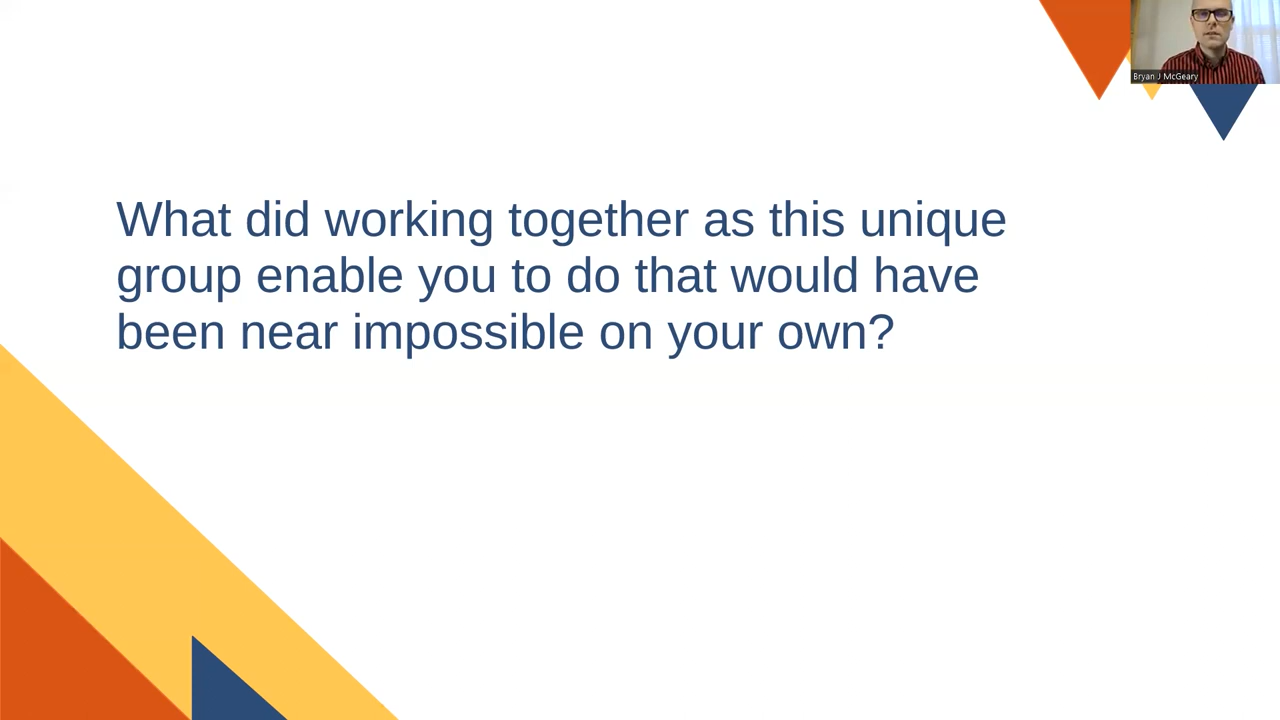 Bryan J McGeary
What did working together as this unique
group enable you to do that would have
been near impossible on your own?